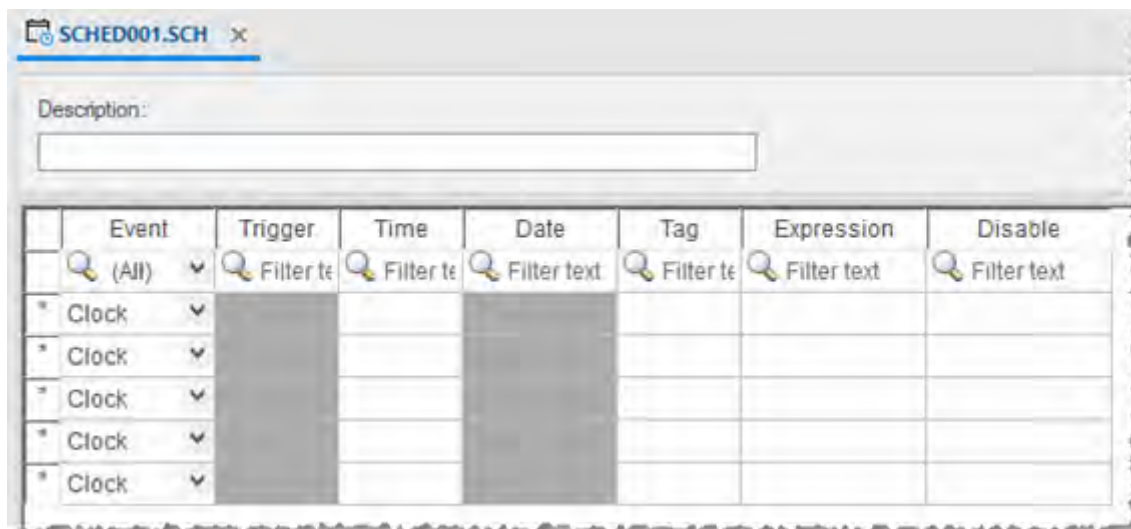 SCHED001.SCH ×
Description:
Event Trigger Time Date Tag Expression Disable
(All) Filter te Filter te Filter text Filter te Filter text Filter text
* Clock
* Clock
* Clock
* Clock
* Clock